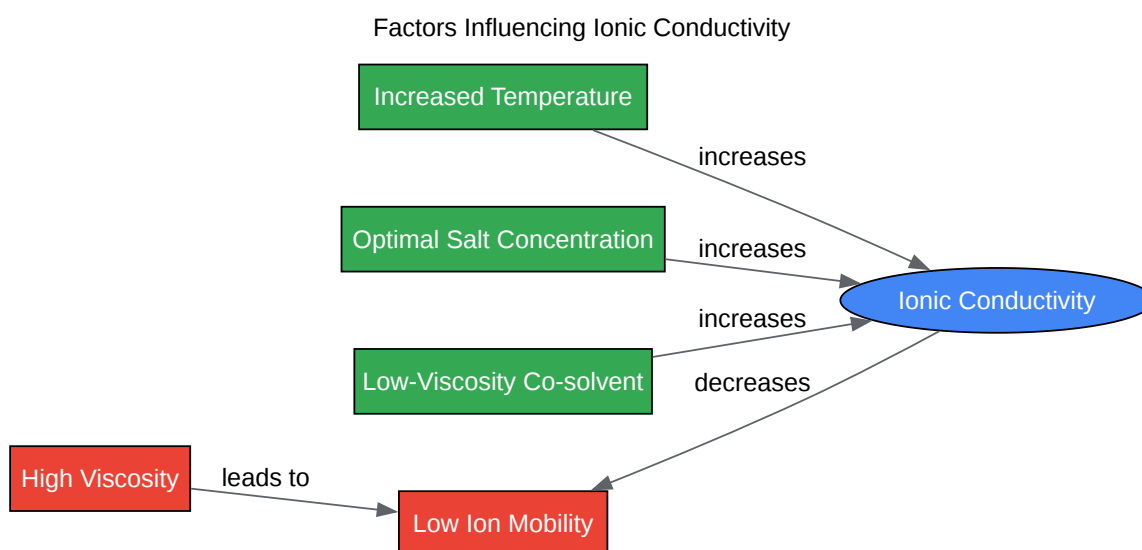 Factors Influencing Ionic Conductivity
Increased Temperature
increases
Optimal Salt Concentration
increases
Ionic Conductivity
increases
Low-Viscosity Co-solvent
decreases
High Viscosity
leads to
Low Ion Mobility